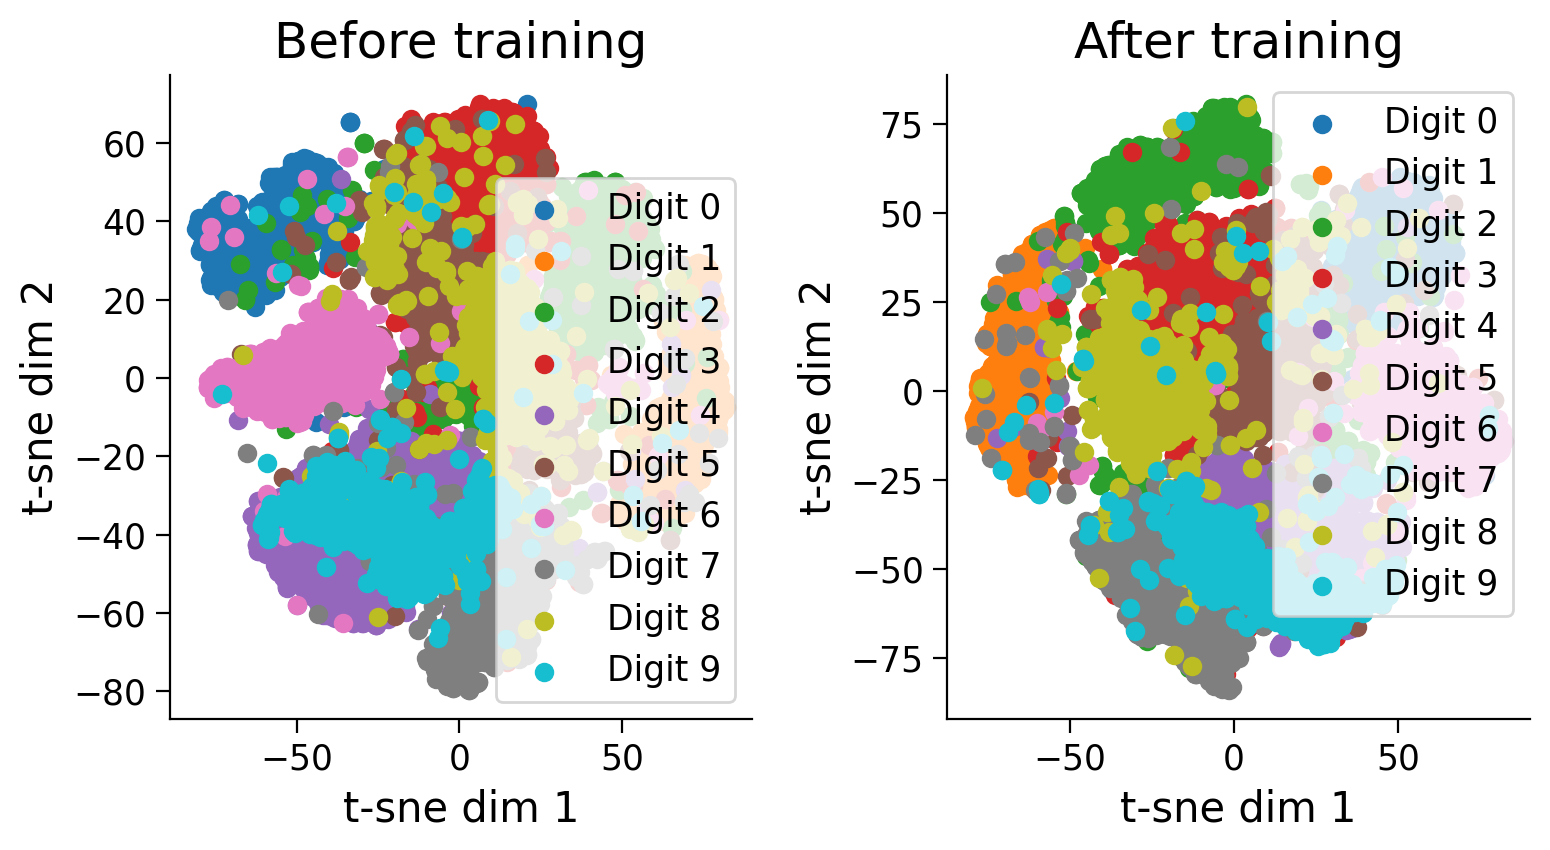 Before training
t-sne dim 2
60
40
20
0
−20
−40
−60
−80
−50
0
50
t-sne dim 1
Digit 0
Digit 1
Digit 2
Digit 3
Digit 4
Digit 5
Digit 6
Digit 7
Digit 8
Digit 9
After training
t-sne dim 2
75
50
25
0
−25
−50
−75
−50
0
50
t-sne dim 1
Digit 0
Digit 1
Digit 2
Digit 3
Digit 4
Digit 5
Digit 6
Digit 7
Digit 8
Digit 9